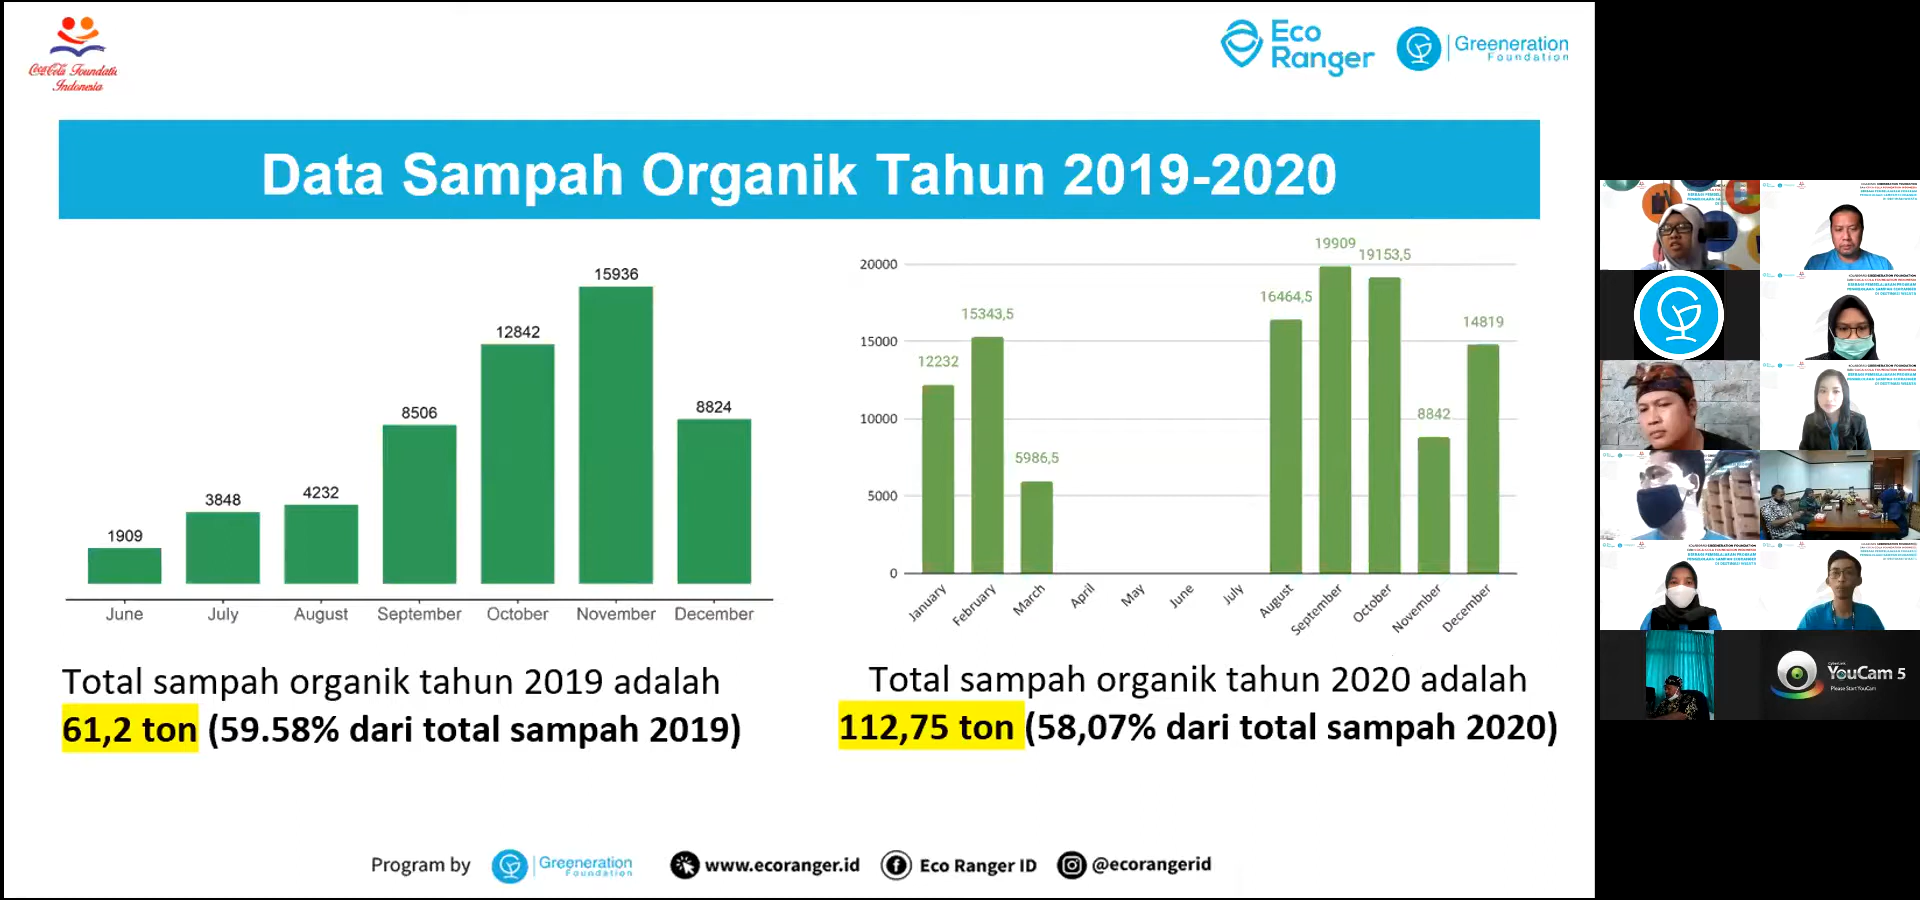 Coca-Cola Foundation
Indonesia
Eco
Ranger
Greeneration
Foundation
Data Sampah Organik Tahun 2019-2020
1909
3848
4232
8506
12842
15936
8824
June
July
August
September
October
November
December
20000
15000
10000
5000
0
12232
15343,5
5986,5
16464,5
19909
19153,5
8842
14819
January
February
March
April
May
June
July
August
September
October
November
December
Total sampah organik tahun 2019 adalah
61,2 ton (59.58% dari total sampah 2019)
Total sampah organik tahun 2020 adalah
112,75 ton (58,07% dari total sampah 2020)
Program by
Greeneration
Foundation
www.ecoranger.id
Eco Ranger ID
@ecorangerid
CyberLink
YouCam 5
Please Start YouCam